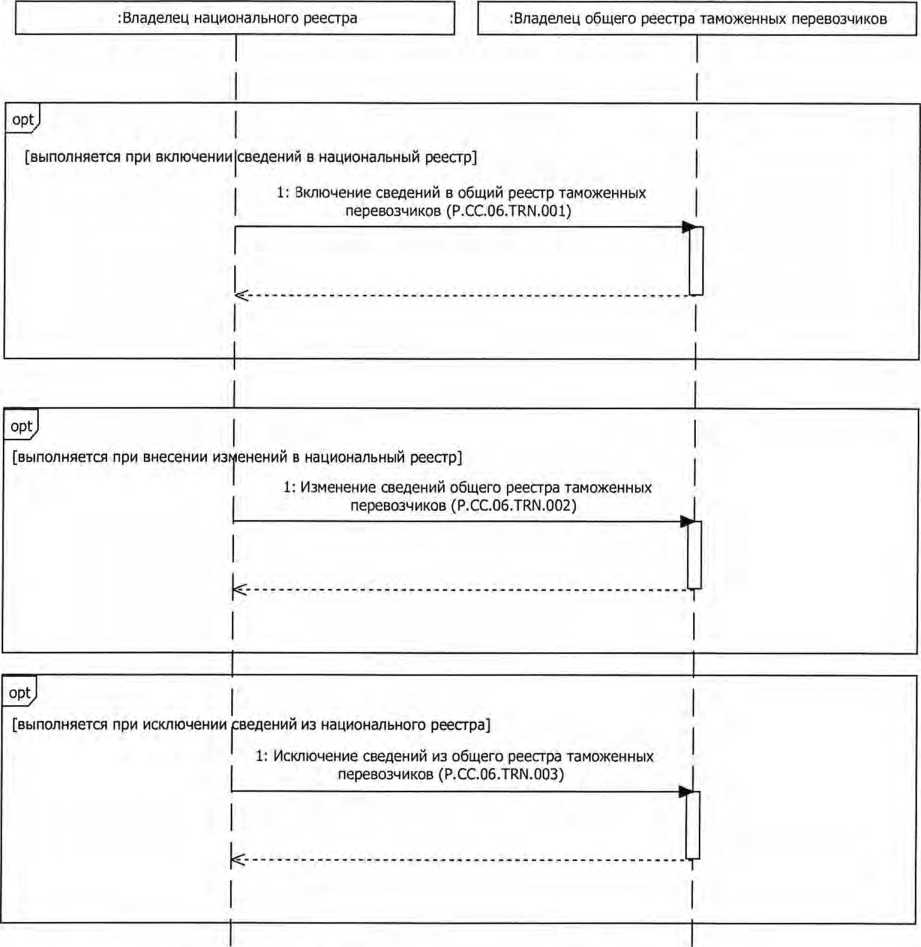 :Владелец национального реестра
:Владелец общего реестра таможенных перевозчиков
opt
[выполняется при включении сведений в национальный реестр]
1: Включение сведений в общий реестр таможенных
перевозчиков (P.CC.06.TRN.001)
opt
[выполняется при внесении изменений в национальный реестр]
1: Изменение сведений общего реестра таможенных
перевозчиков (P.CC.06.TRN.002)
opt
[выполняется при исключении сведений из национального реестра]
1: Исключение сведений из общего реестра таможенных
перевозчиков (P.CC.06.TRN.003)